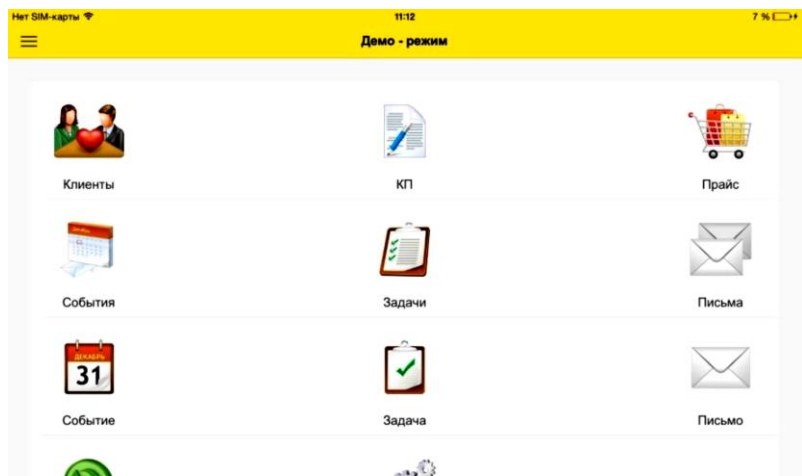 Нет SIM-карты 11:12 7 %
Демо - режим
Клиенты КП Прайс
События Задачи Письма
ДЕКАБРЬ
31
Событие Задача Письмо